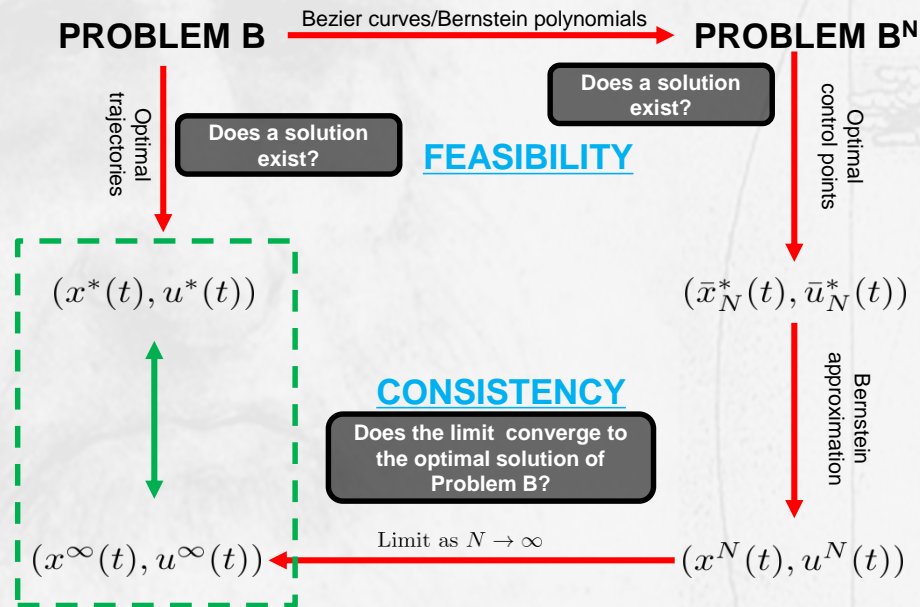 Bezier curves/Bernstein polynomials
PROBLEM B
PROBLEM Bᴺ
Optimal
trajectories
Does a solution
exist?
Does a solution
exist?
Optimal
control points
FEASIBILITY
(x*(t), u*(t))
(x̄*_N(t), ū*_N(t))
CONSISTENCY
Does the limit converge to
the optimal solution of
Problem B?
Bernstein
approximation
(x^∞(t), u^∞(t))
Limit as N → ∞
(x^N(t), u^N(t))